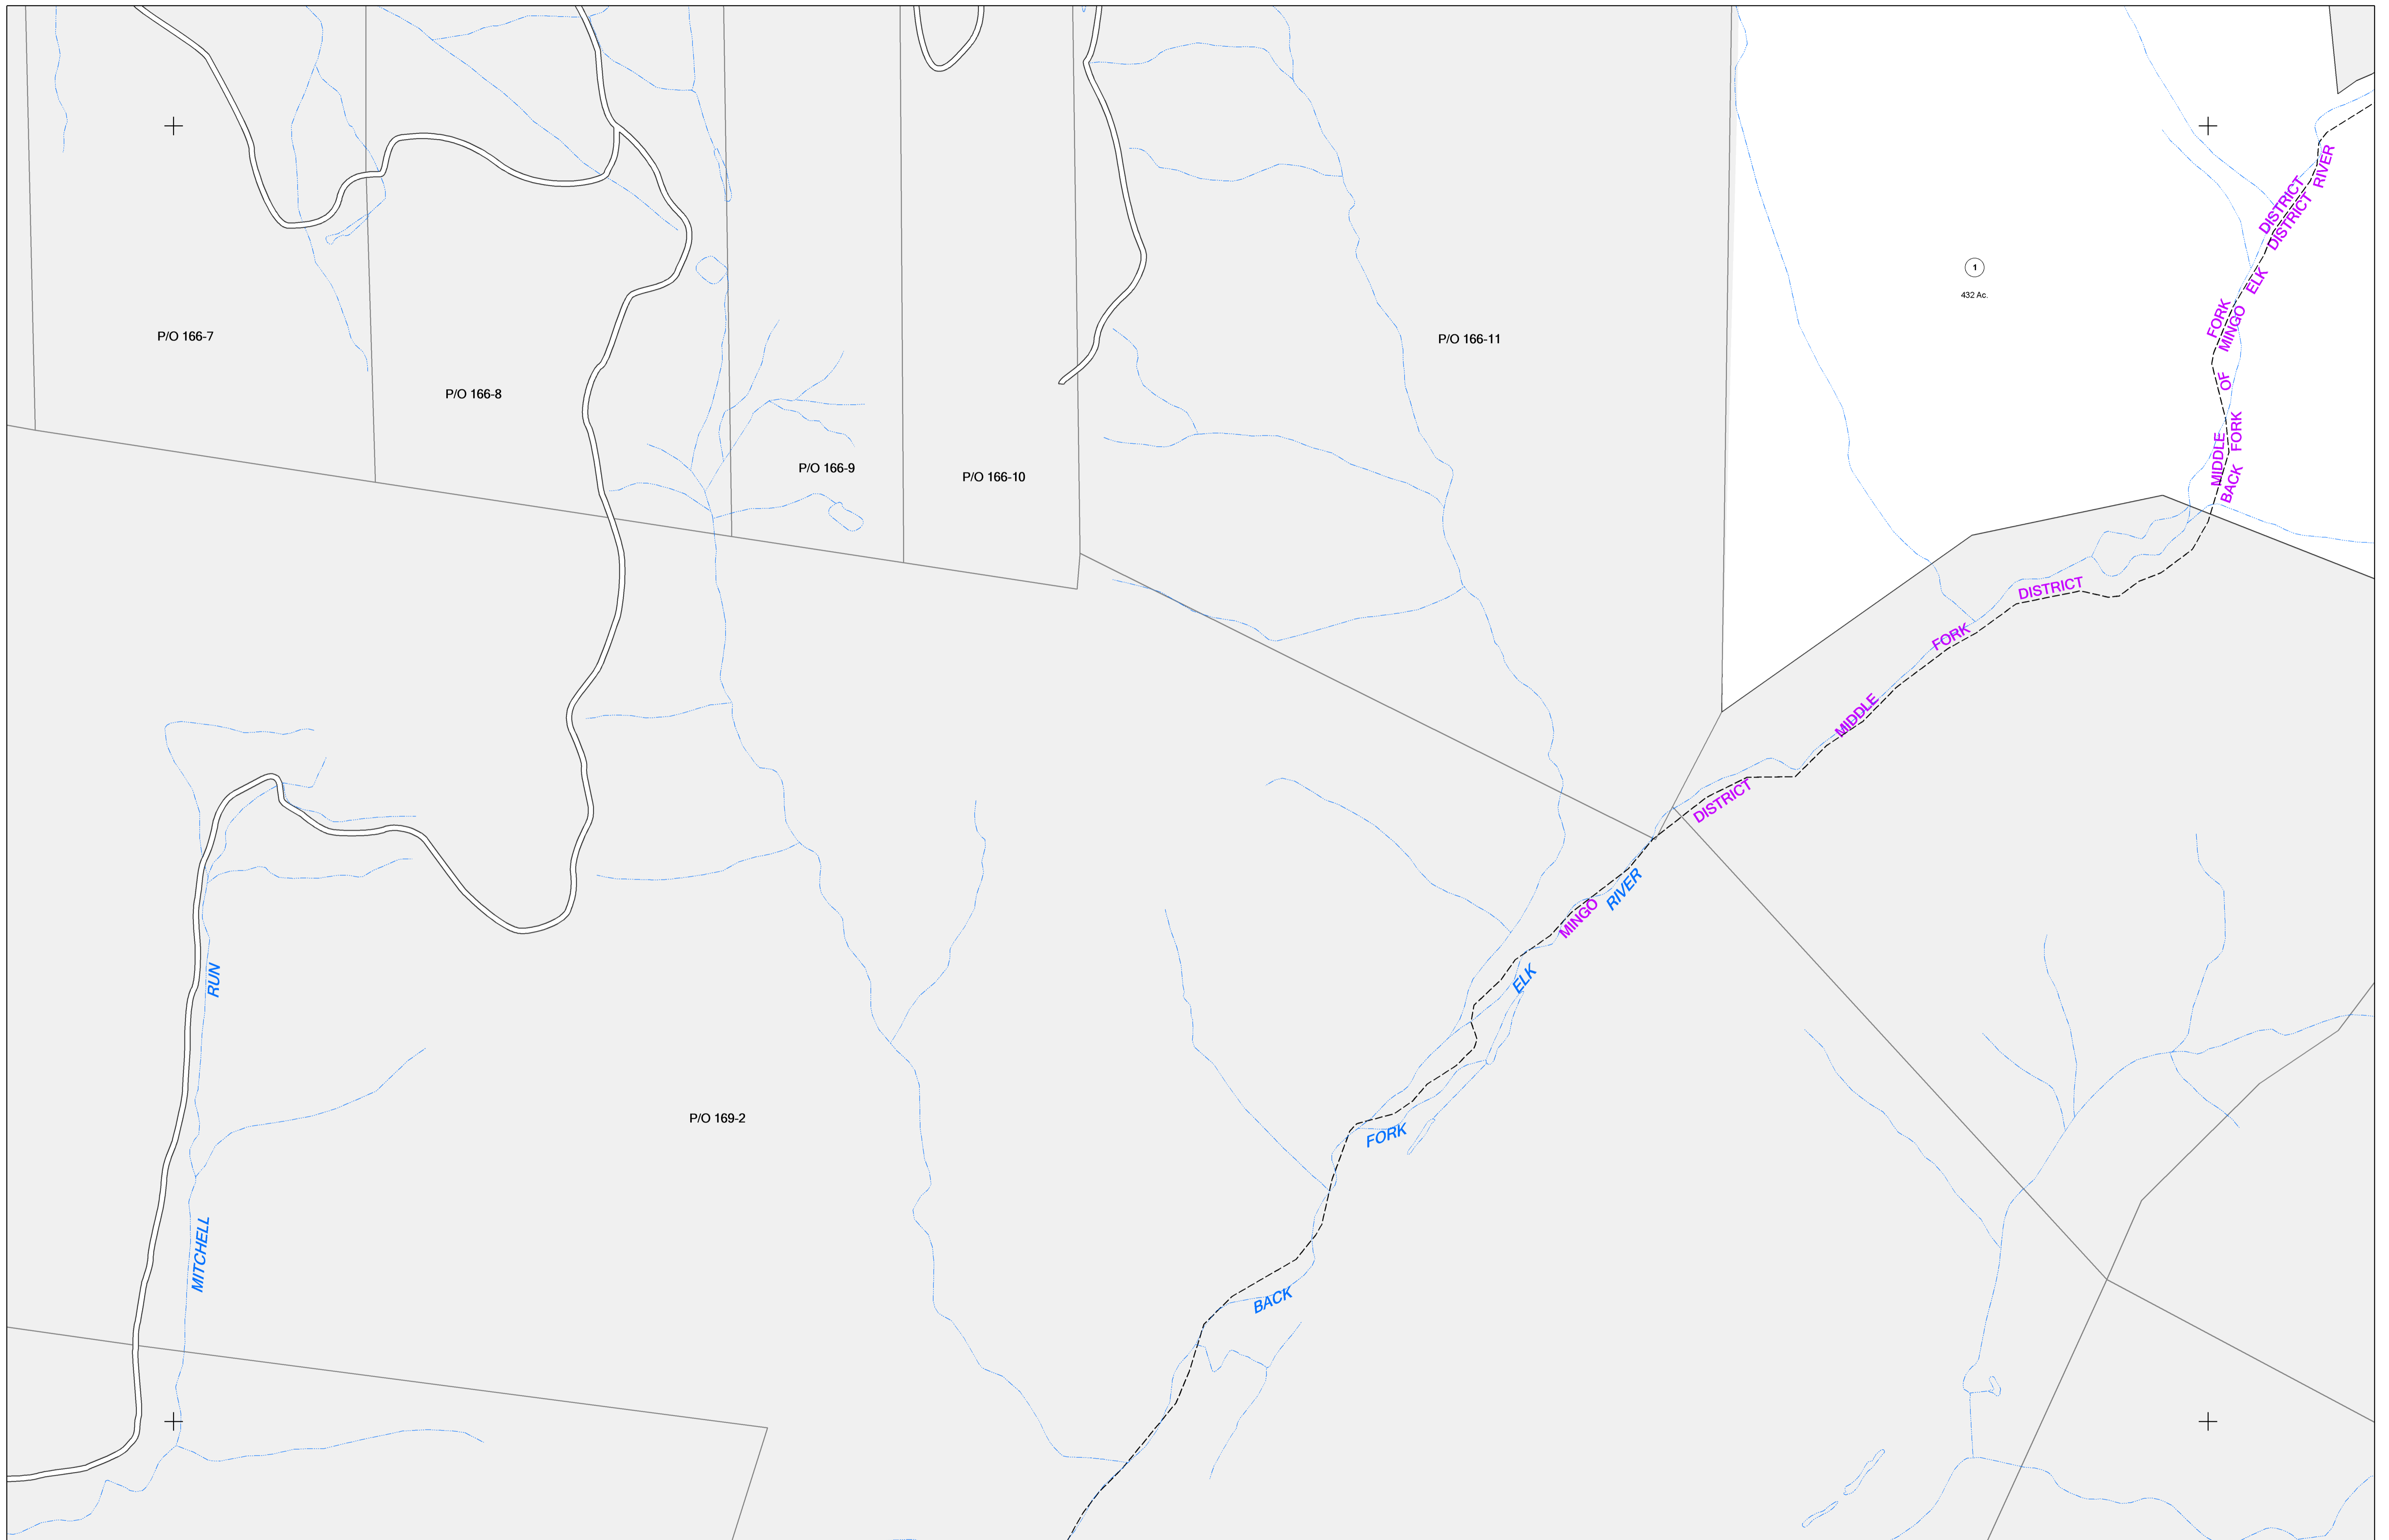 P/O 166-7
P/O 166-8
P/O 166-9
P/O 166-10
P/O 166-11
1
432 Ac.
MIDDLE OF FORK DISTRICT
BACK FORK MINGO ELK DISTRICT RIVER
MIDDLE FORK DISTRICT
MINGO DISTRICT
BACK FORK ELK RIVER
MITCHELL RUN
P/O 169-2